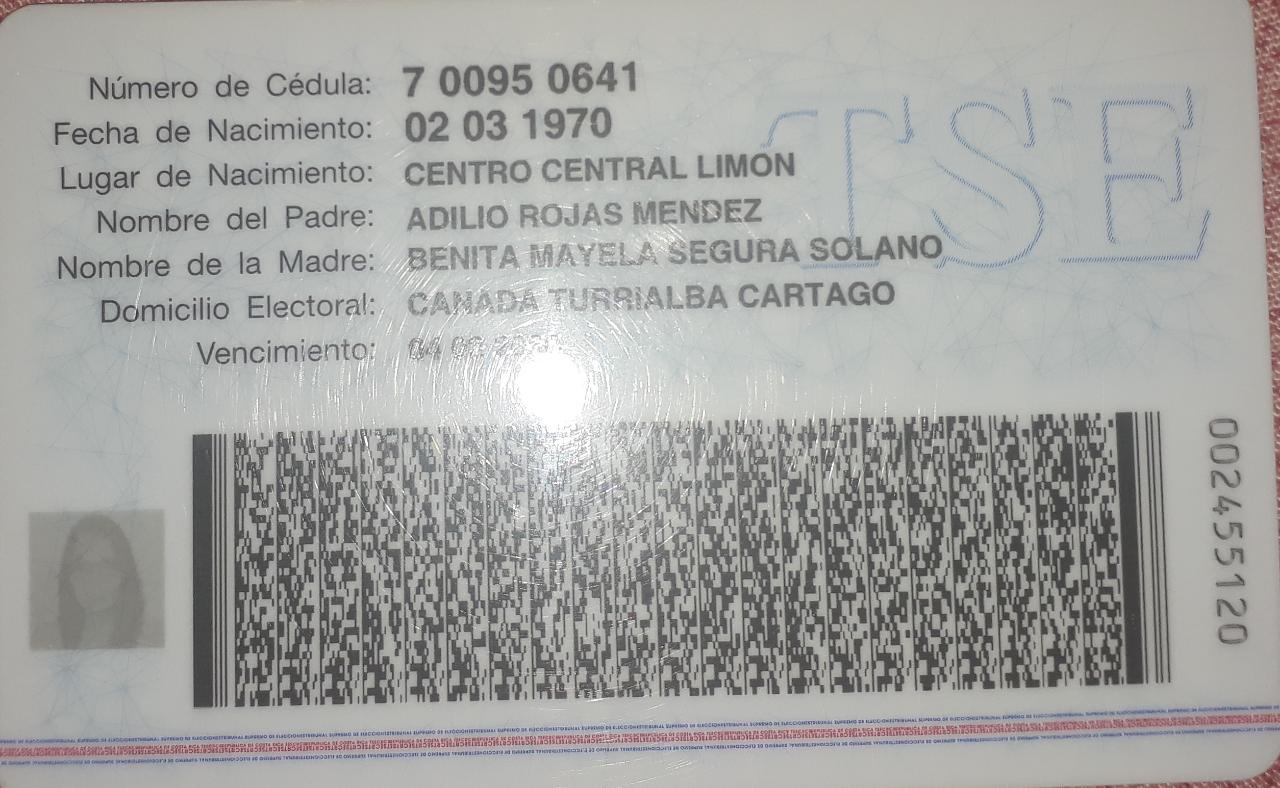 TSE
Número de Cédula: 7 0095 0641
Fecha de Nacimiento: 02 03 1970
Lugar de Nacimiento: CENTRO CENTRAL LIMON
Nombre del Padre: ADILIO ROJAS MENDEZ
Nombre de la Madre: BENITA MAYELA SEGURA SOLANO
Domicilio Electoral: CANADA TURRIALBA CARTAGO
Vencimiento: 04
002455120